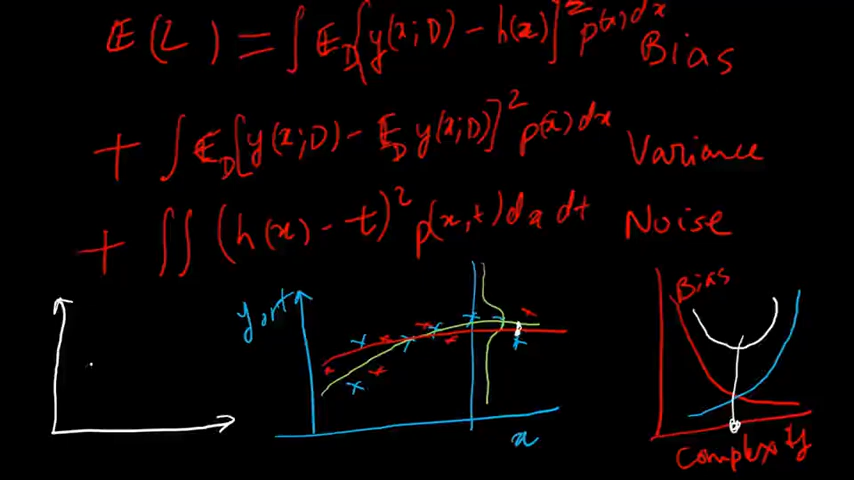 E(L) = ∫ E_D[y(x;D) - h(x)]² p(x)dx Bias
+ ∫ E_D[y(x;D) - E_D y(x;D)]² p(x)dx Variance
+ ∫∫ (h(x) - t)² p(x,t)dx dt Noise
y or t
x
Bias
Complexity